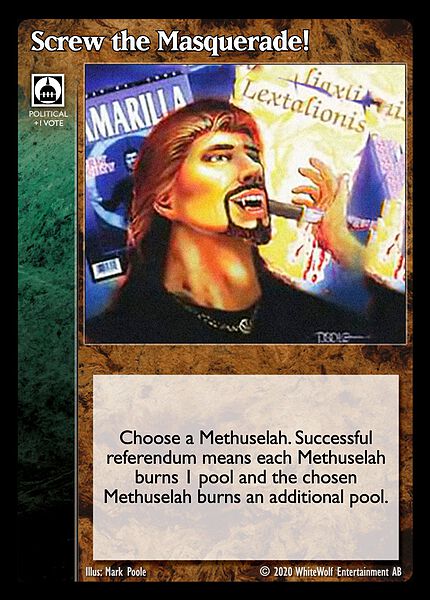 Screw the Masquerade!
POLITICAL
+1 VOTE
MARILLA
Lextalionis
Choose a Methuselah. Successful
referendum means each Methuselah
burns 1 pool and the chosen
Methuselah burns an additional pool.
Illus: Mark Poole
© 2020 WhiteWolf Entertainment AB